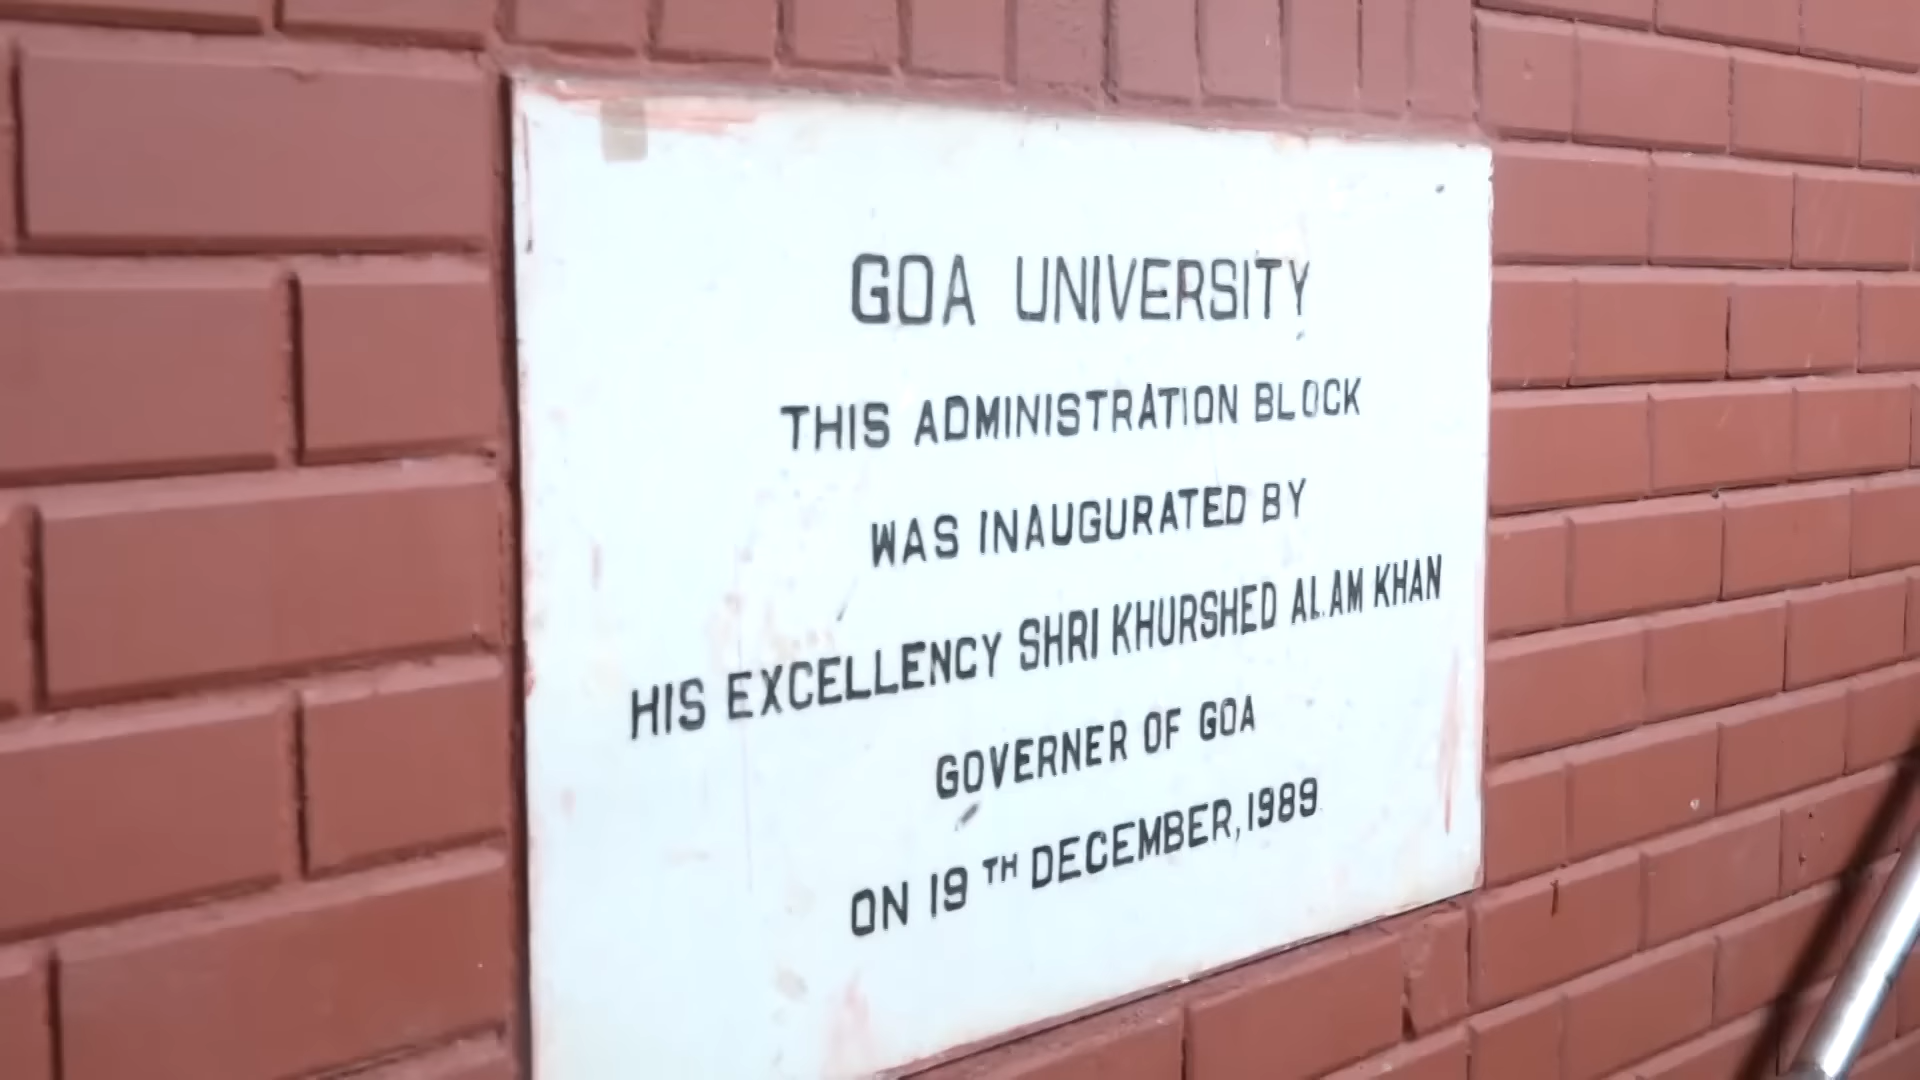 GOA UNIVERSITY
THIS ADMINISTRATION BLOCK
WAS INAUGURATED BY
HIS EXCELLENCY SHRI KHURSHED ALAM KHAN
GOVERNER OF GOA
ON 19 TH DECEMBER, 1989